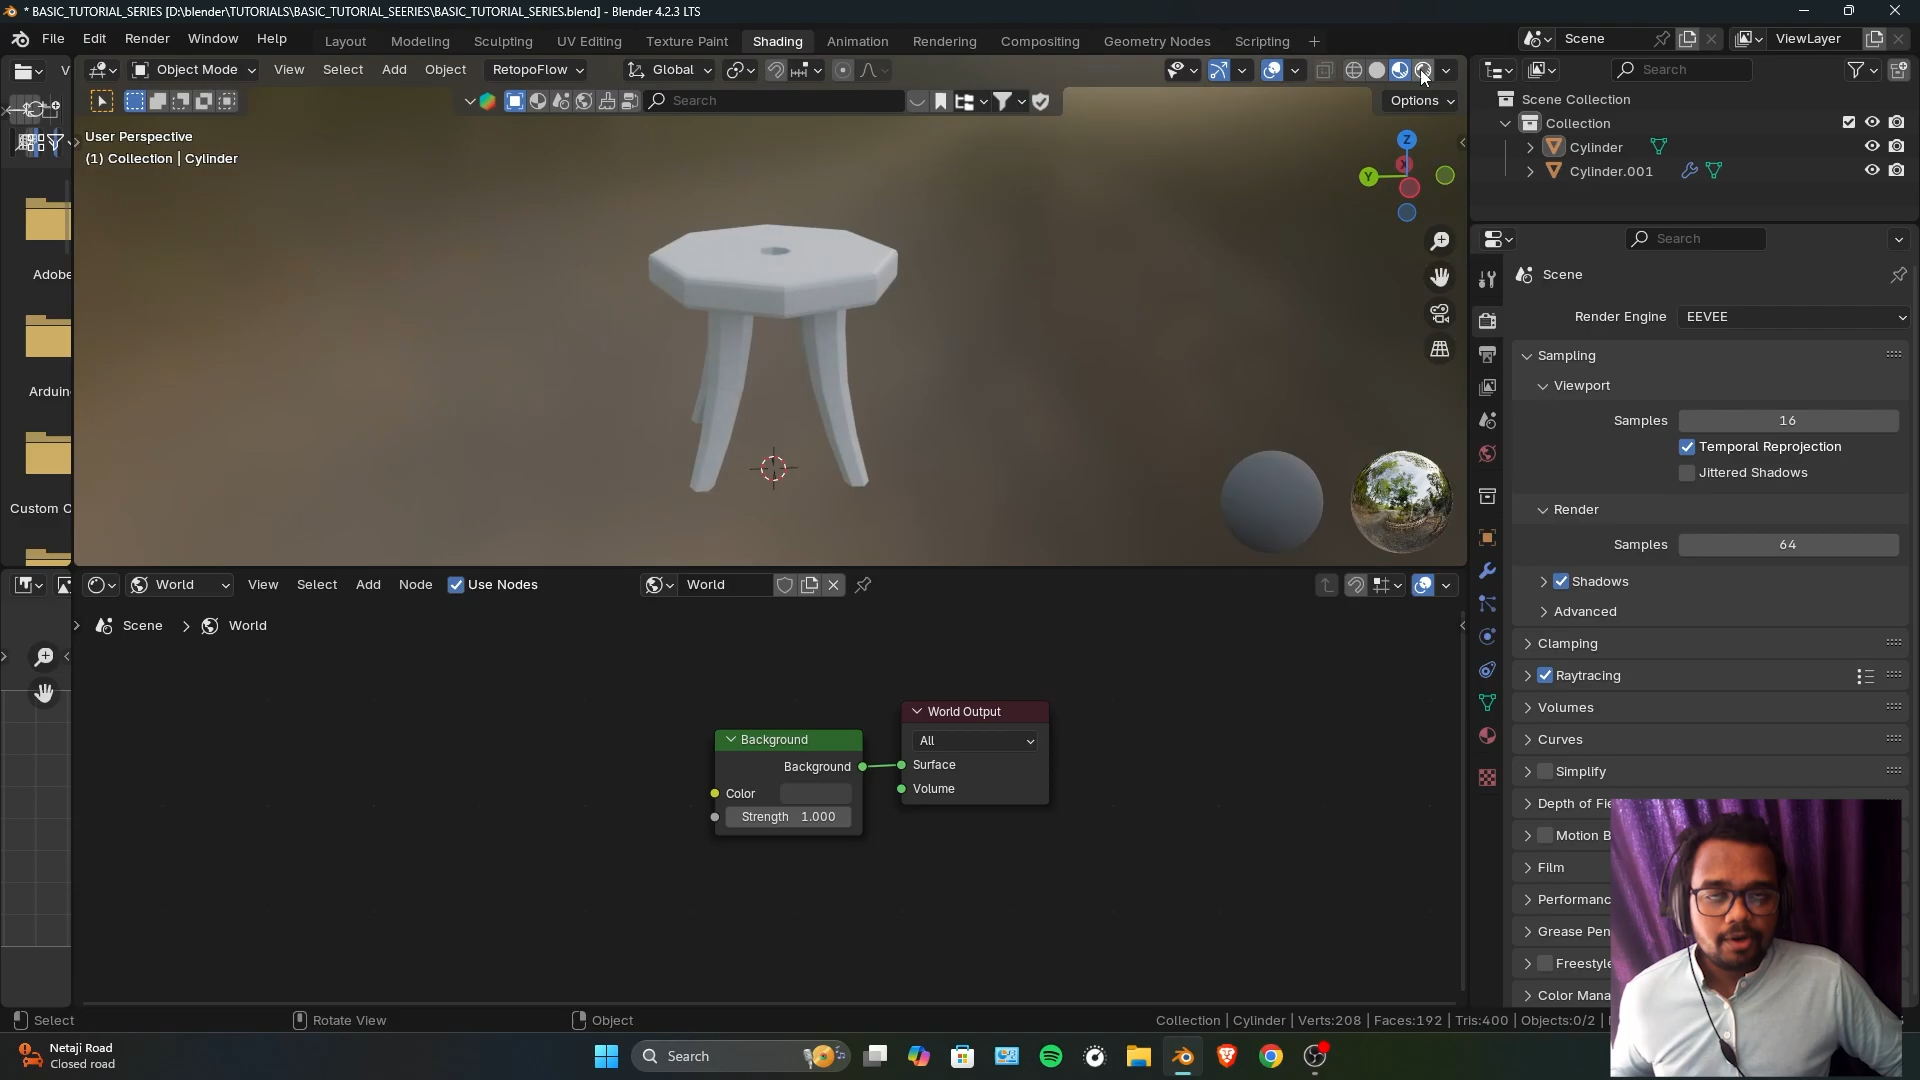 * BASIC_TUTORIAL_SERIES [D:\blender\TUTORIALS\BASIC_TUTORIAL_SEERIES\BASIC_TUTORIAL_SERIES.blend] - Blender 4.2.3 LTS
File Edit Render Window Help
Layout Modeling Sculpting UV Editing Texture Paint Shading Animation Rendering Compositing Geometry Nodes Scripting +
Scene
ViewLayer
V
Object Mode View Select Add Object RetopoFlow Global
Search
Search
Options
User Perspective
(1) Collection | Cylinder
Z
X
Y
Adobe
Arduin
Custom C
Scene Collection
Collection
Cylinder
Cylinder.001
Search
Scene
Render Engine EEVEE
Sampling
Viewport
Samples 16
Temporal Reprojection
Jittered Shadows
Render
Samples 64
Shadows
Advanced
Clamping
Raytracing
Volumes
Curves
Simplify
Depth of Fie
Motion B
Film
Performanc
Grease Pen
Freestyle
Color Mana
World View Select Add Node Use Nodes World
Scene > World
Background
Background
Color
Strength 1.000
World Output
All
Surface
Volume
Select Rotate View Object
Collection | Cylinder | Verts:208 | Faces:192 | Tris:400 | Objects:0/2 |
Netaji Road
Closed road
Search